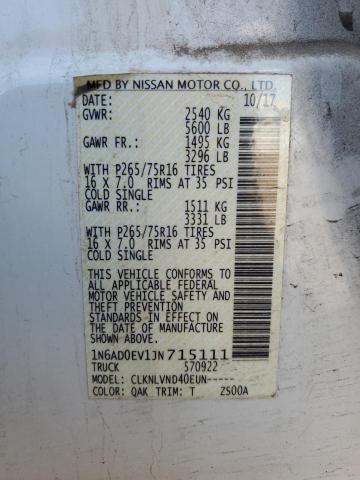 MFD BY NISSAN MOTOR CO., LTD.
DATE: 10/17
GVWR: 2540 KG
5600 LB
GAWR FR.: 1495 KG
3296 LB
WITH P265/75R16 TIRES
16 X 7.0 RIMS AT 35 PSI
COLD SINGLE
GAWR RR.: 1511 KG
3331 LB
WITH P265/75R16 TIRES
16 X 7.0 RIMS AT 35 PSI
COLD SINGLE
THIS VEHICLE CONFORMS TO
ALL APPLICABLE FEDERAL
MOTOR VEHICLE SAFETY AND
THEFT PREVENTION
STANDARDS IN EFFECT ON
THE DATE OF MANUFACTURE
SHOWN ABOVE.
1N6AD0EV1JN715111
TRUCK 570922
MODEL: CLKNLVND40EUN-----
COLOR: QAK TRIM: T ZS00A